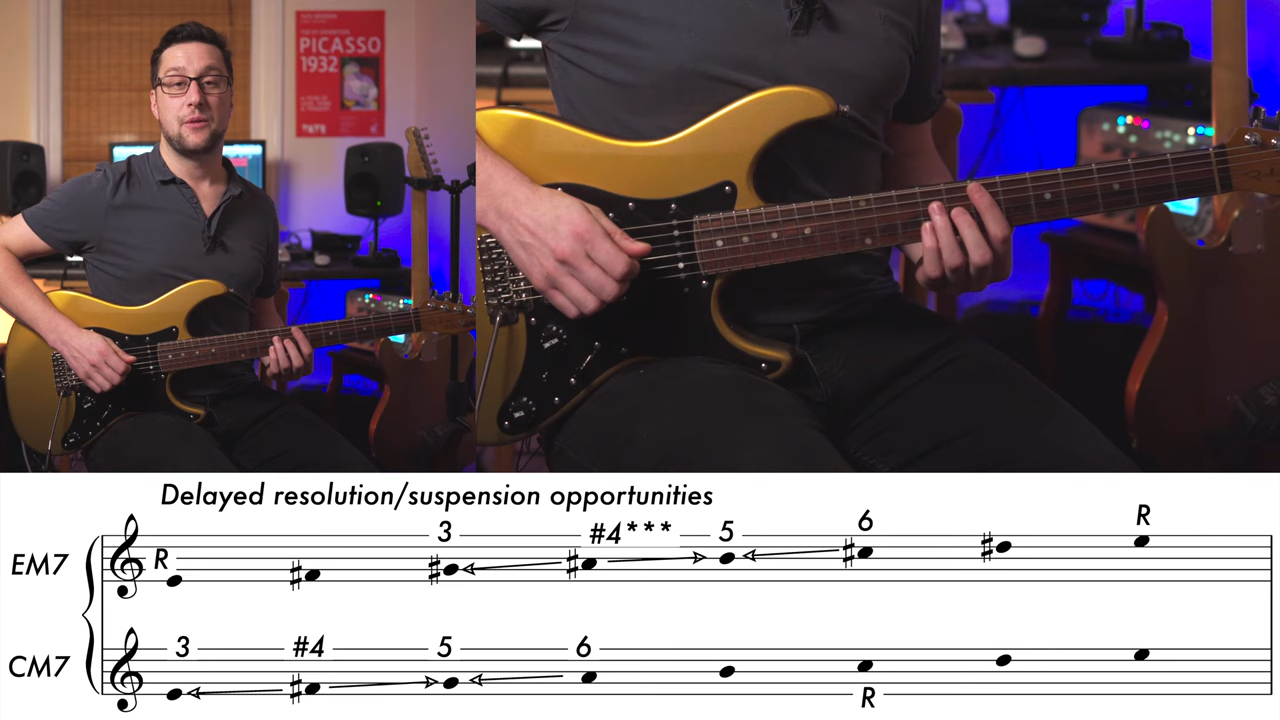 PICASSO
1932
Delayed resolution/suspension opportunities
EM7
R
3
#4***
5
6
R
CM7
3
#4
5
6
R